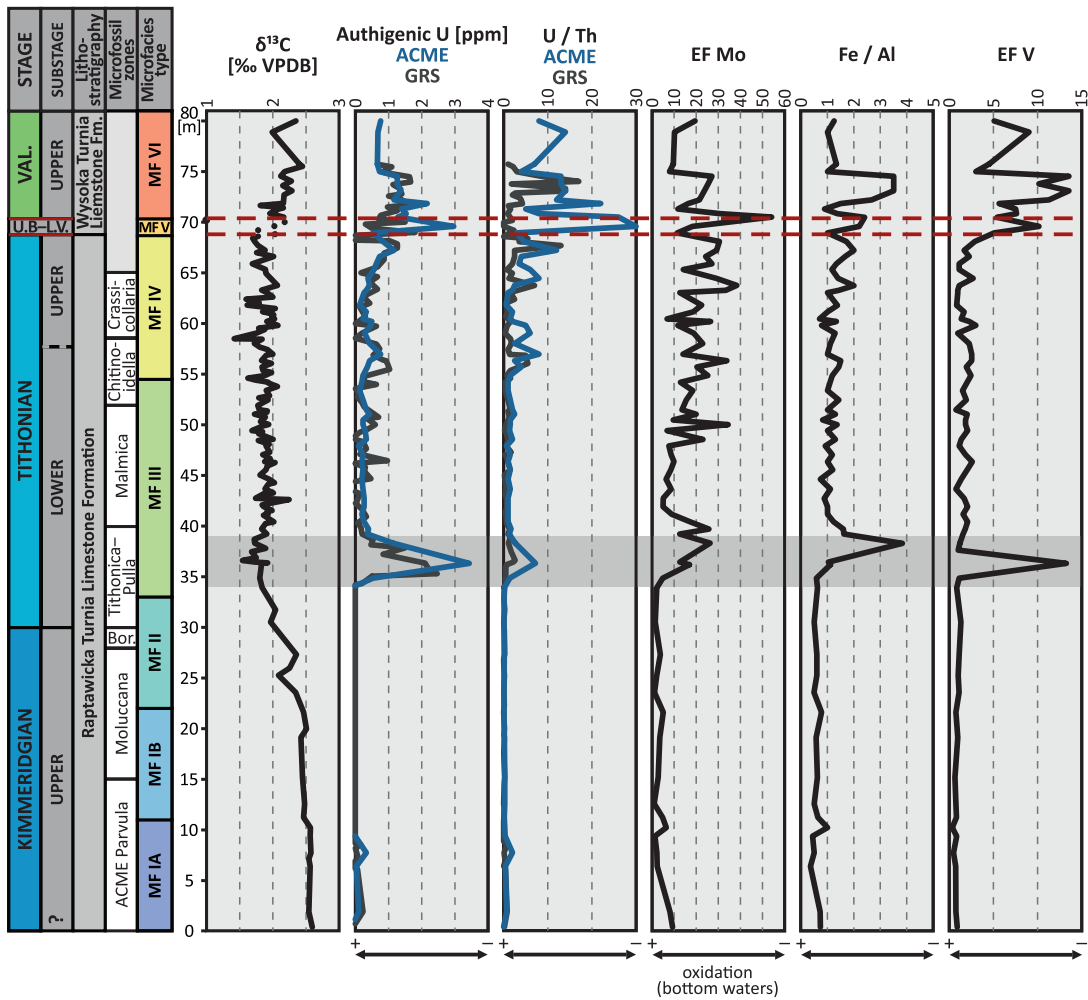 STAGE
SUBSTAGE
Litho-
stratigraphy
Microfossil
zones
Microfacies
type
δ¹³C
[‰ VPDB]
Authigenic U [ppm]
ACME
GRS
U / Th
ACME
GRS
EF Mo
Fe / Al
EF V
1 2 3
0 1 2 3 4
0 10 20 30
0 10 20 30 40 50 60
0 1 2 3 4 5
0 5 10 15
80
[m]
75
70
65
60
55
50
45
40
35
30
25
20
15
10
5
0
VAL.
U.B–L.V.
TITHONIAN
KIMMERIDGIAN
UPPER
UPPER
LOWER
UPPER
?
Wysoka Turnia
Liemstone Fm.
Raptawicka Turnia Limestone Formation
Crassi-
collaria
Chitino-
idella
Malmica
Tithonica–
Pulla
Bor.
Moluccana
ACME Parvula
MF VI
MF V
MF IV
MF III
MF II
MF IB
MF IA
+ –
+ –
+ –
+ –
+ –
oxidation
(bottom waters)